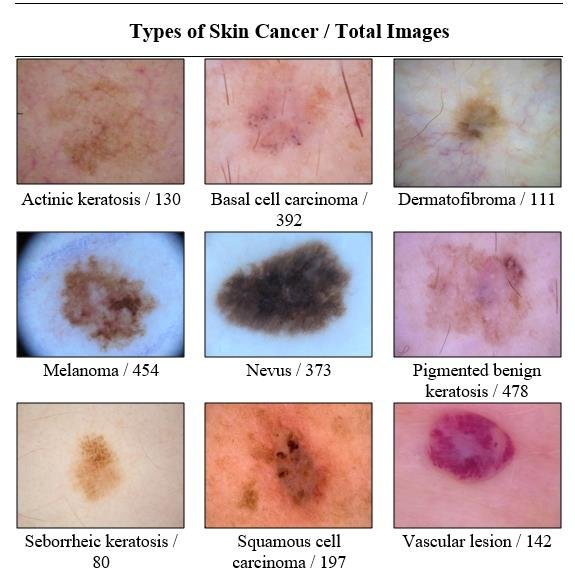 Types of Skin Cancer / Total Images
Actinic keratosis / 130
Basal cell carcinoma /
392
Dermatofibroma / 111
Melanoma / 454
Nevus / 373
Pigmented benign
keratosis / 478
Seborrheic keratosis /
80
Squamous cell
carcinoma / 197
Vascular lesion / 142